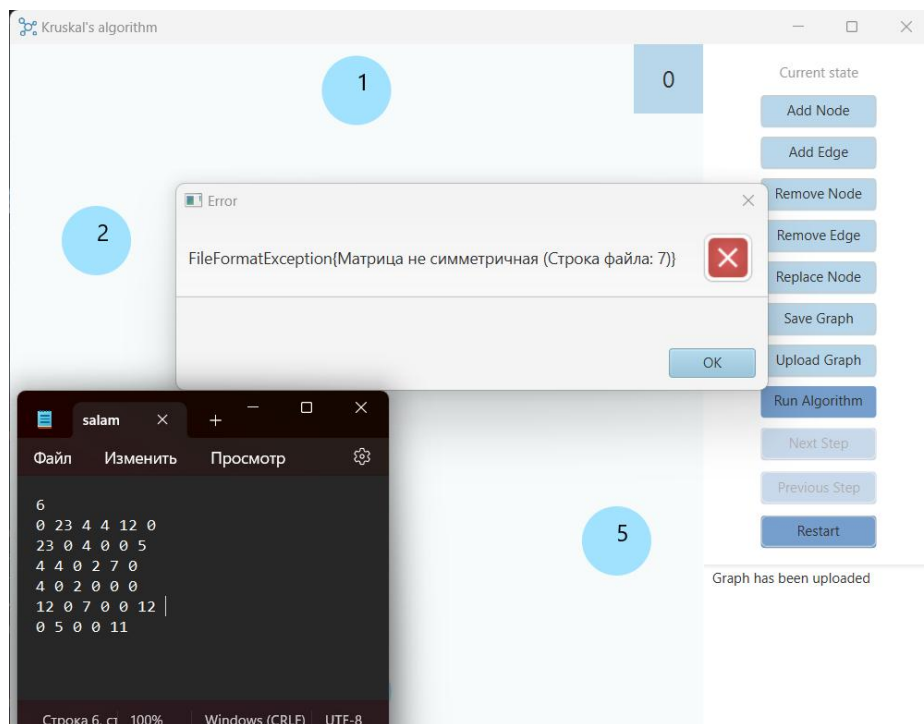 Kruskal's algorithm
1
0
2
5
Current state
Add Node
Add Edge
Remove Node
Remove Edge
Replace Node
Save Graph
Upload Graph
Run Algorithm
Next Step
Previous Step
Restart
Graph has been uploaded
Error
FileFormatException{Матрица не симметричная (Строка файла: 7)}
OK
salam
Файл Изменить Просмотр
6
0 23 4 4 12 0
23 0 4 0 0 5
4 4 0 2 7 0
4 0 2 0 0 0
12 0 7 0 0 12
0 5 0 0 11
Строка 6, ст 100% Windows (CRLF) UTF-8